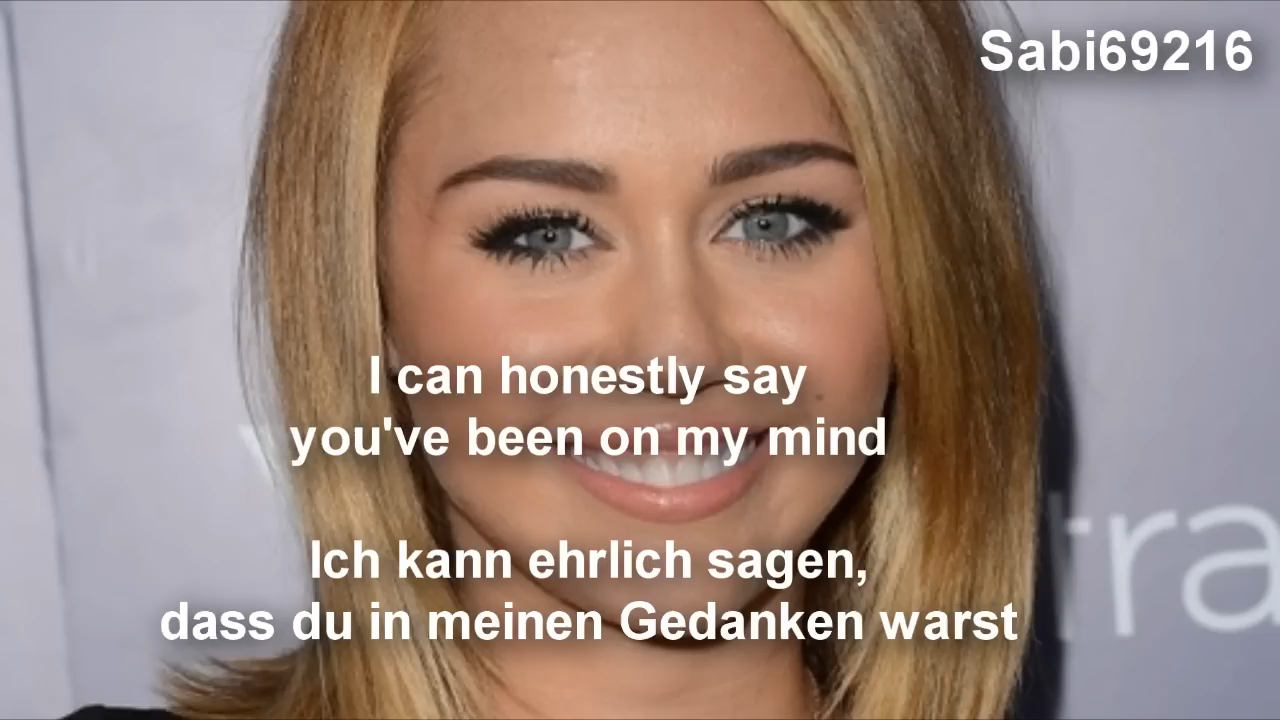 Sabi69216
I can honestly say
you've been on my mind
Ich kann ehrlich sagen,
dass du in meinen Gedanken warst
tra